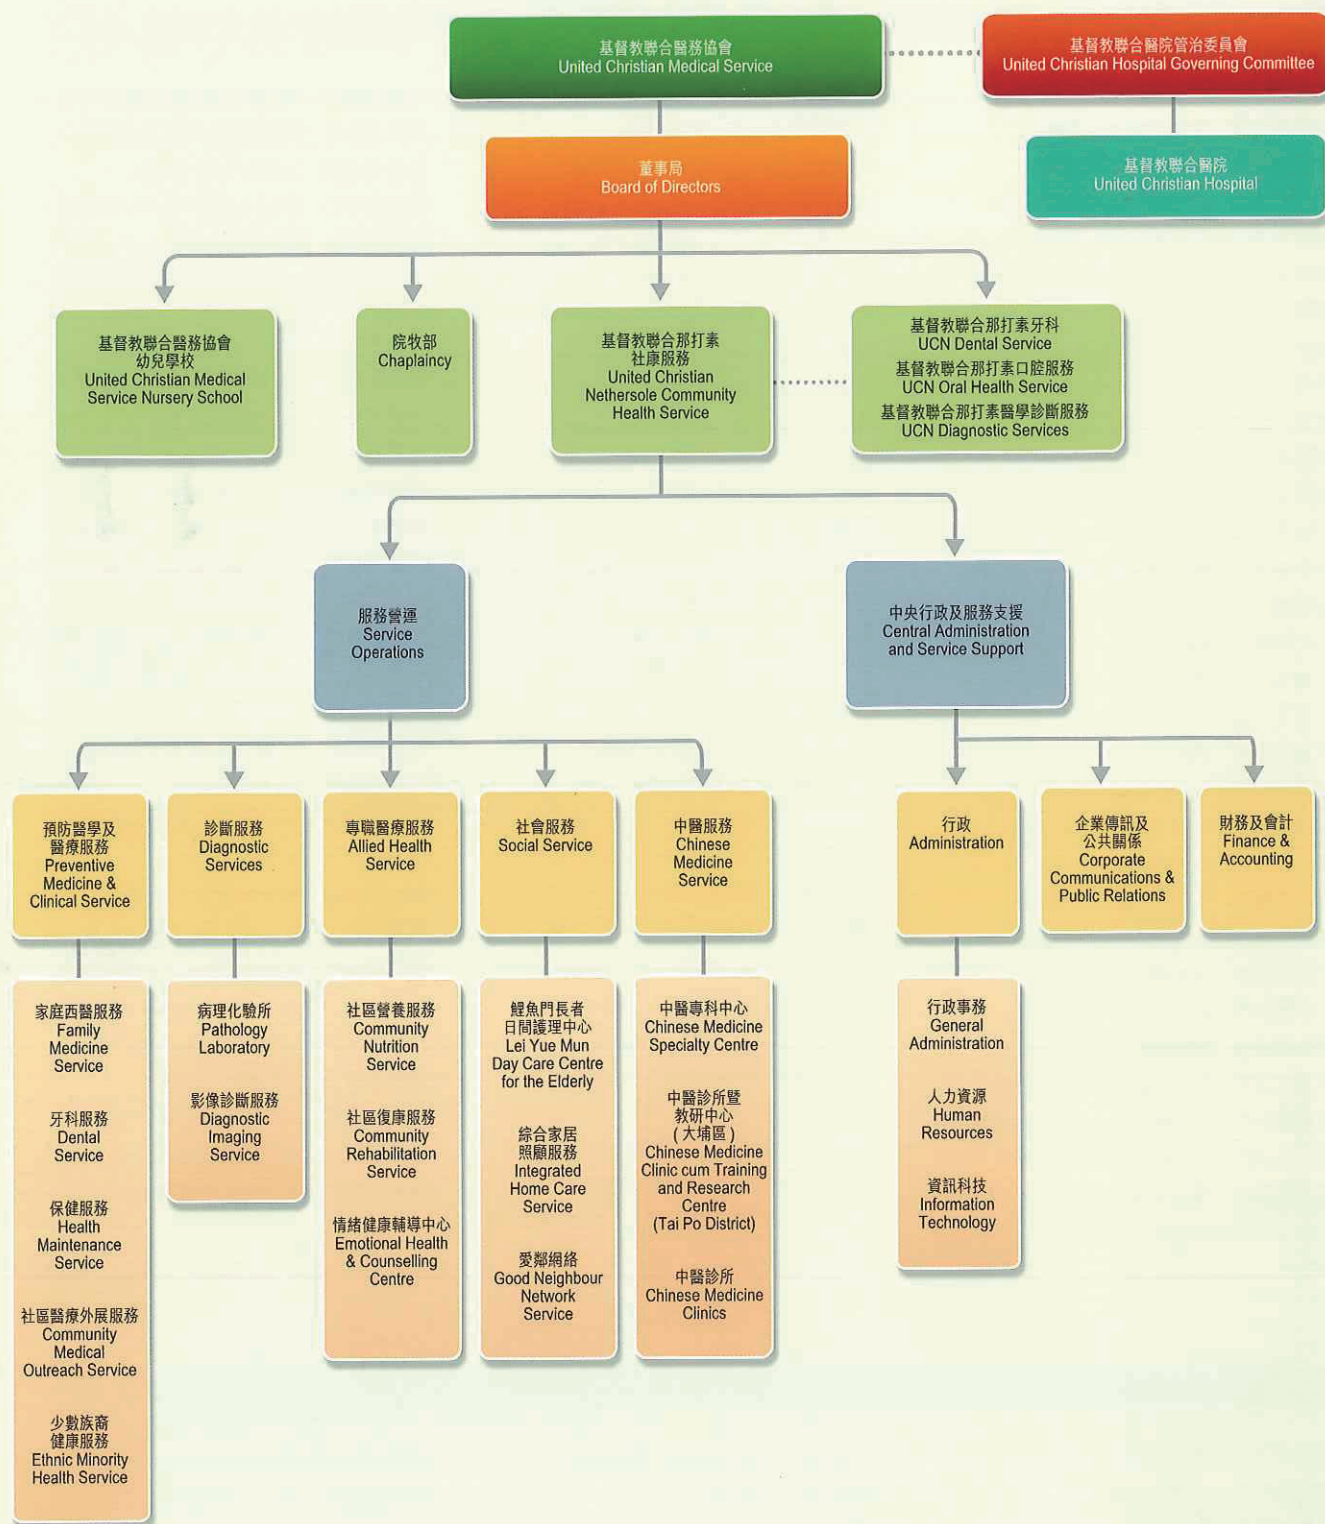 基督教聯合醫務協會
United Christian Medical Service
基督教聯合醫院管治委員會
United Christian Hospital Governing Committee
董事局
Board of Directors
基督教聯合醫院
United Christian Hospital
基督教聯合醫務協會
幼兒學校
United Christian Medical
Service Nursery School
院牧部
Chaplaincy
基督教聯合那打素
社康服務
United Christian
Nethersole Community
Health Service
基督教聯合那打素牙科
UCN Dental Service
基督教聯合那打素口腔服務
UCN Oral Health Service
基督教聯合那打素醫學診斷服務
UCN Diagnostic Services
服務營運
Service
Operations
中央行政及服務支援
Central Administration
and Service Support
預防醫學及
醫療服務
Preventive
Medicine &
Clinical Service
診斷服務
Diagnostic
Services
專職醫療服務
Allied Health
Service
社會服務
Social Service
中醫服務
Chinese
Medicine
Service
行政
Administration
企業傳訊及
公共關係
Corporate
Communications &
Public Relations
財務及會計
Finance &
Accounting
家庭西醫服務
Family
Medicine
Service
牙科服務
Dental
Service
保健服務
Health
Maintenance
Service
社區醫療外展服務
Community
Medical
Outreach Service
少數族裔
健康服務
Ethnic Minority
Health Service
病理化驗所
Pathology
Laboratory
影像診斷服務
Diagnostic
Imaging
Service
社區營養服務
Community
Nutrition
Service
社區復康服務
Community
Rehabilitation
Service
情緒健康輔導中心
Emotional Health
& Counselling
Centre
鯉魚門長者
日間護理中心
Lei Yue Mun
Day Care Centre
for the Elderly
綜合家居
照顧服務
Integrated
Home Care
Service
愛鄰網絡
Good Neighbour
Network
Service
中醫專科中心
Chinese Medicine
Specialty Centre
中醫診所暨
教研中心
(大埔區)
Chinese Medicine
Clinic cum Training
and Research
Centre
(Tai Po District)
中醫診所
Chinese Medicine
Clinics
行政事務
General
Administration
人力資源
Human
Resources
資訊科技
Information
Technology